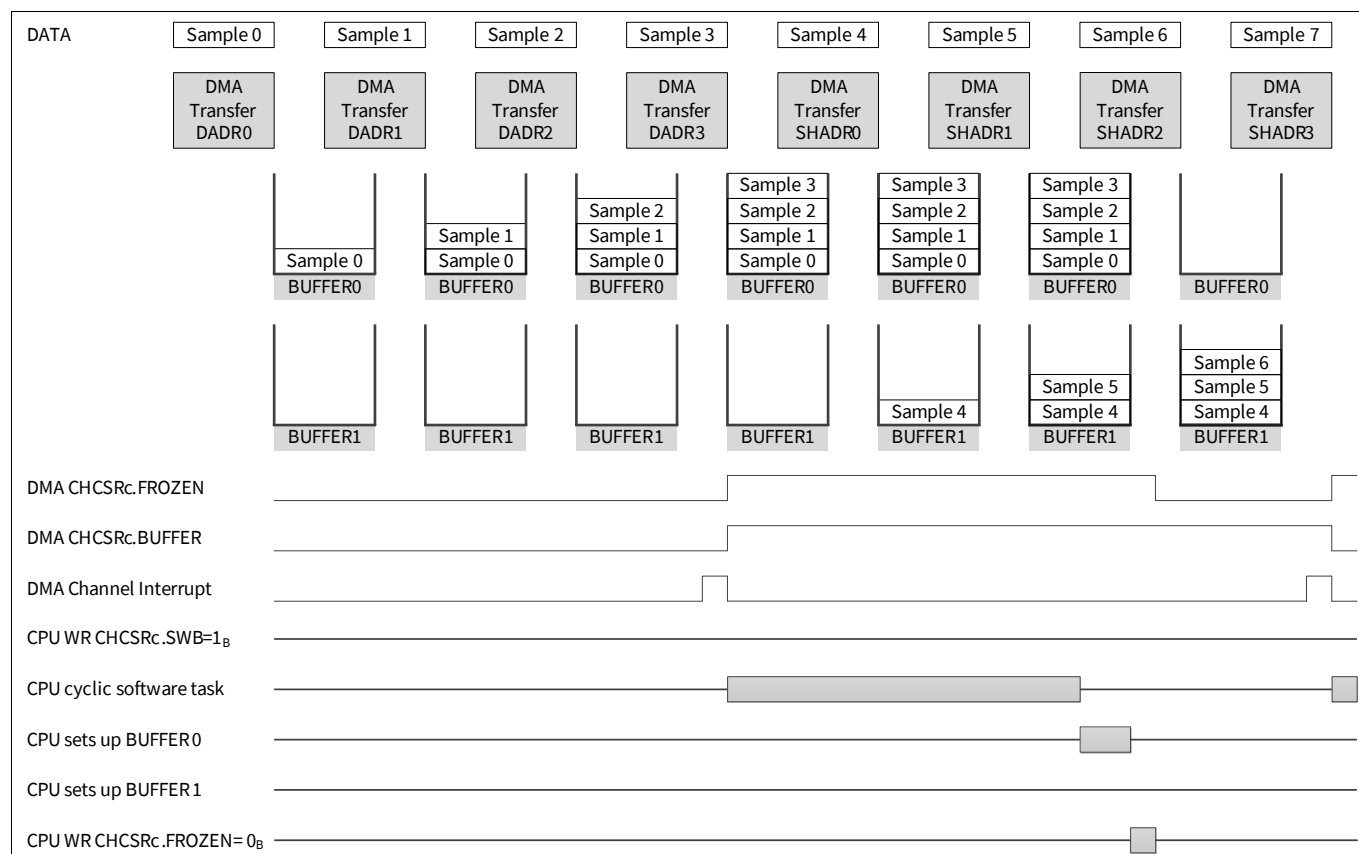 DATA Sample 0 Sample 1 Sample 2 Sample 3 Sample 4 Sample 5 Sample 6 Sample 7
DMA DMA DMA DMA DMA DMA DMA DMA
Transfer Transfer Transfer Transfer Transfer Transfer Transfer Transfer
DADR0 DADR1 DADR2 DADR3 SHADR0 SHADR1 SHADR2 SHADR3
Sample 3 Sample 3 Sample 3
Sample 2 Sample 2 Sample 2 Sample 2
Sample 1 Sample 1 Sample 1 Sample 1 Sample 1
Sample 0 Sample 0 Sample 0 Sample 0 Sample 0 Sample 0
BUFFER0 BUFFER0 BUFFER0 BUFFER0 BUFFER0 BUFFER0 BUFFER0
Sample 6
Sample 5 Sample 5
Sample 4 Sample 4 Sample 4
BUFFER1 BUFFER1 BUFFER1 BUFFER1 BUFFER1 BUFFER1 BUFFER1
DMA CHCSRc.FROZEN
DMA CHCSRc.BUFFER
DMA Channel Interrupt
CPU WR CHCSRc.SWB=1B
CPU cyclic software task
CPU sets up BUFFER0
CPU sets up BUFFER1
CPU WR CHCSRc.FROZEN= 0B